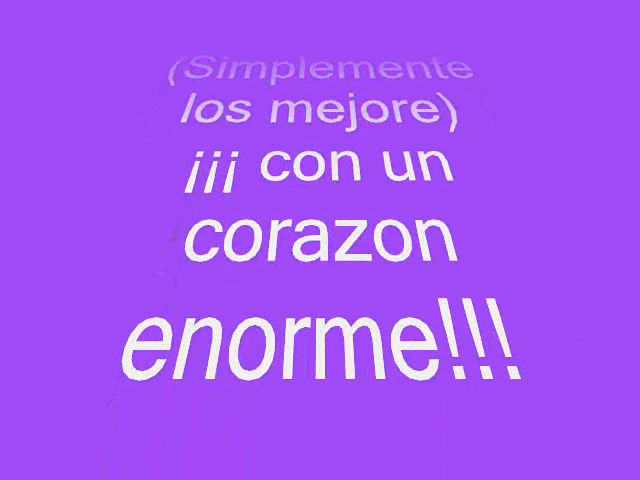 (Simplemente
los mejore)
¡¡¡ con un
corazon
enorme!!!